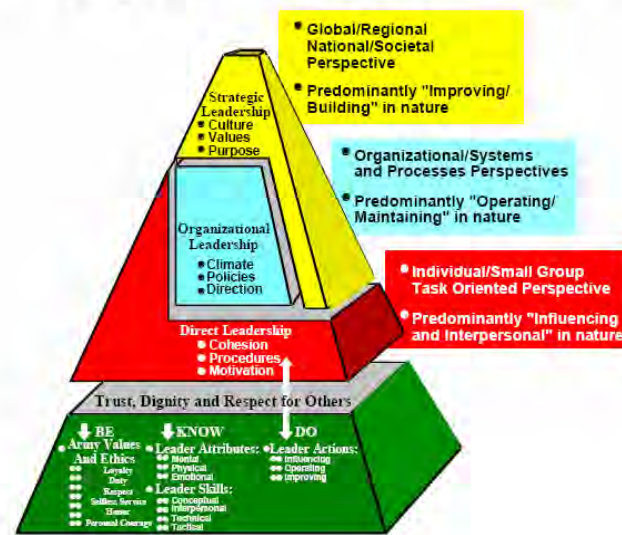 Global/Regional
National/Societal
Perspective
Predominantly "Improving/
Building" in nature
Strategic
Leadership
Culture
Values
Purpose
Organizational/Systems
and Processes Perspectives
Predominantly "Operating/
Maintaining" in nature
Organizational
Leadership
Climate
Policies
Direction
Individual/Small Group
Task Oriented Perspective
Predominantly "Influencing
and Interpersonal" in nature
Direct Leadership
Cohesion
Procedures
Motivation
Trust, Dignity and Respect for Others
BE
Army Values
And Ethics
Loyalty
Duty
Respect
Selfless Service
Honor
Personal Courage
KNOW
Leader Attributes:
Mental
Physical
Emotional
Leader Skills:
Conceptual
Interpersonal
Technical
Tactical
DO
Leader Actions:
Influencing
Operating
Improving